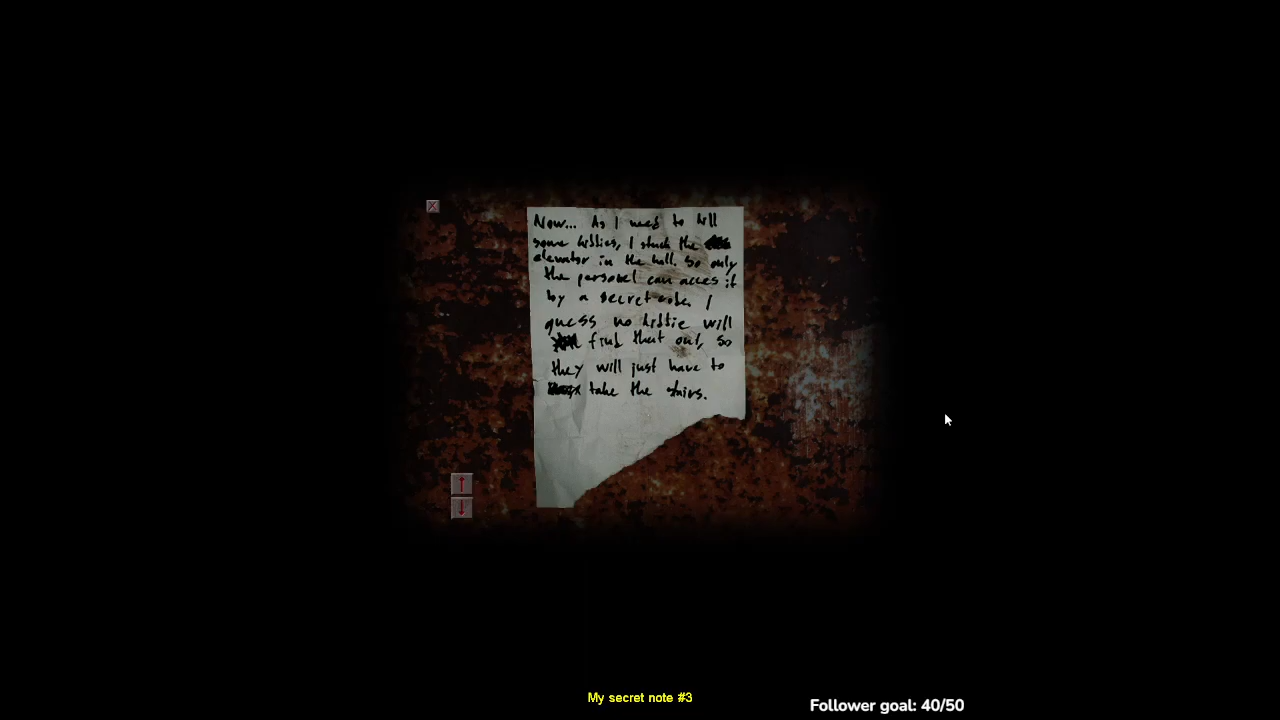 Now... As I need to kill
some kiddies, I stuck the
elevator in the hall. So only
the personel can acces it
by a secret code. I
guess no kiddie will
find that out, so
they will just have to
take the stairs.
My secret note #3
Follower goal: 40/50